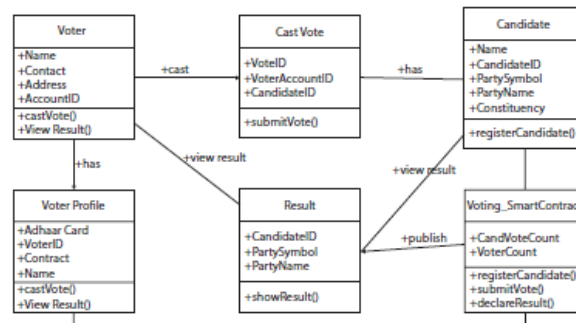 Voter
+Name
+Contact
+Address
+AccountID
+castVote()
+View Result()
+cast
Cast Vote
+VoteID
+VoterAccountID
+CandidateID
+submitVote()
+has
Candidate
+Name
+CandidateID
+PartySymbol
+PartyName
+Constituency
+registerCandidate()
+has
+view result
+view result
Voter Profile
+Adhaar Card
+VoterID
+Contract
+Name
+castVote()
+View Result()
Result
+CandidateID
+PartySymbol
+PartyName
+showResult()
+publish
Voting_SmartContrac
+CandVoteCount
+VoterCount
+registerCandidate()
+submitVote()
+declareResult()